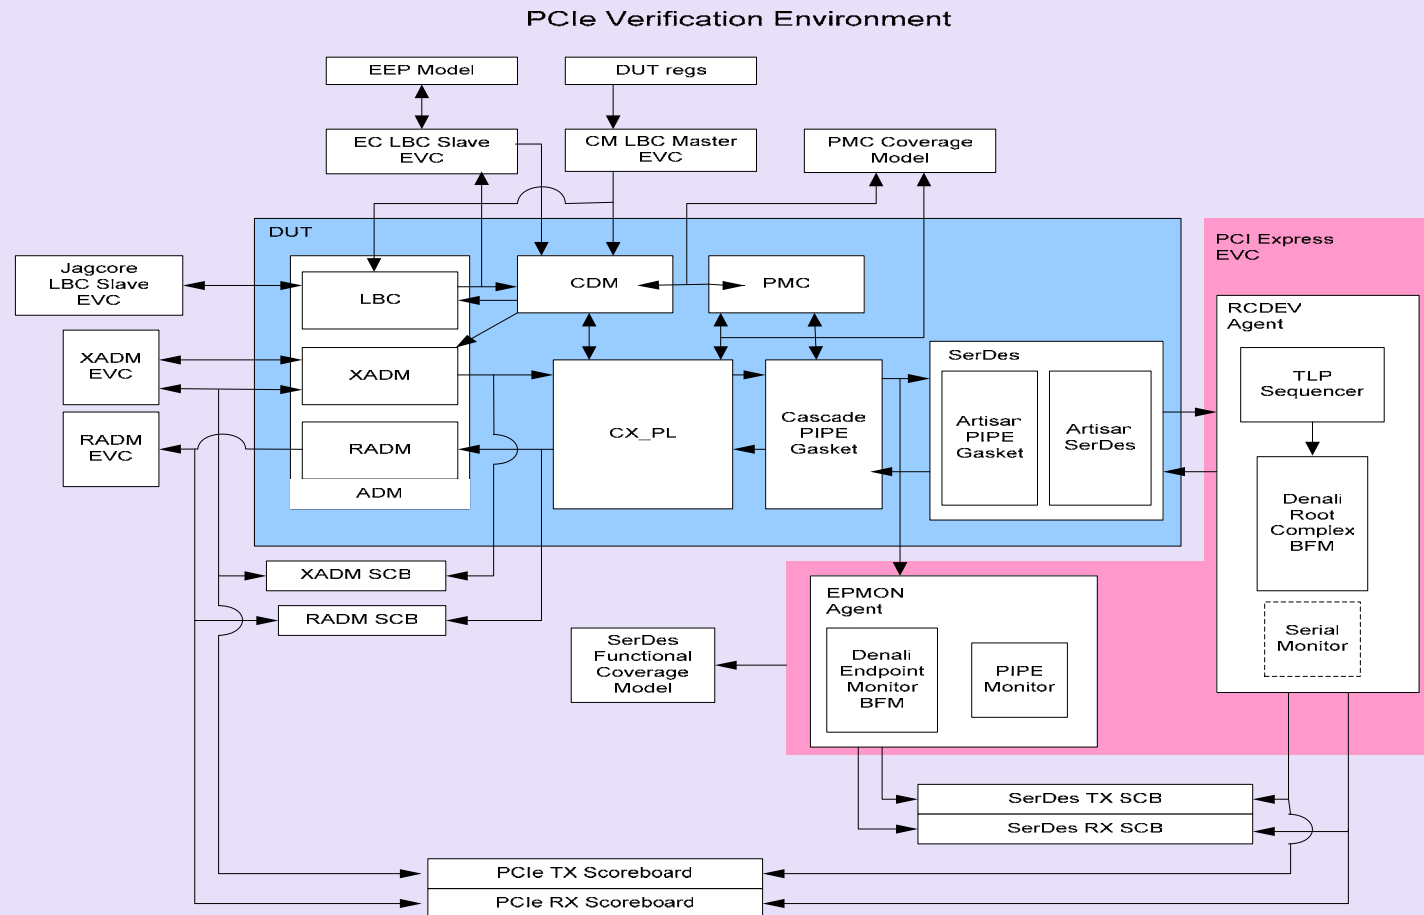 PCIe Verification Environment
EEP Model
DUT regs
EC LBC Slave
EVC
CM LBC Master
EVC
PMC Coverage
Model
DUT
PCI Express
EVC
Jagcore
LBC Slave
EVC
LBC
CDM
PMC
RCDEV
Agent
XADM
EVC
XADM
SerDes
TLP
Sequencer
RADM
EVC
RADM
ADM
CX_PL
Cascade
PIPE
Gasket
Artisan
PIPE
Gasket
Artisan
SerDes
Denali
Root
Complex
BFM
XADM SCB
RADM SCB
EPMON
Agent
SerDes
Functional
Coverage
Model
Denali
Endpoint
Monitor
BFM
PIPE
Monitor
Serial
Monitor
SerDes TX SCB
SerDes RX SCB
PCIe TX Scoreboard
PCIe RX Scoreboard